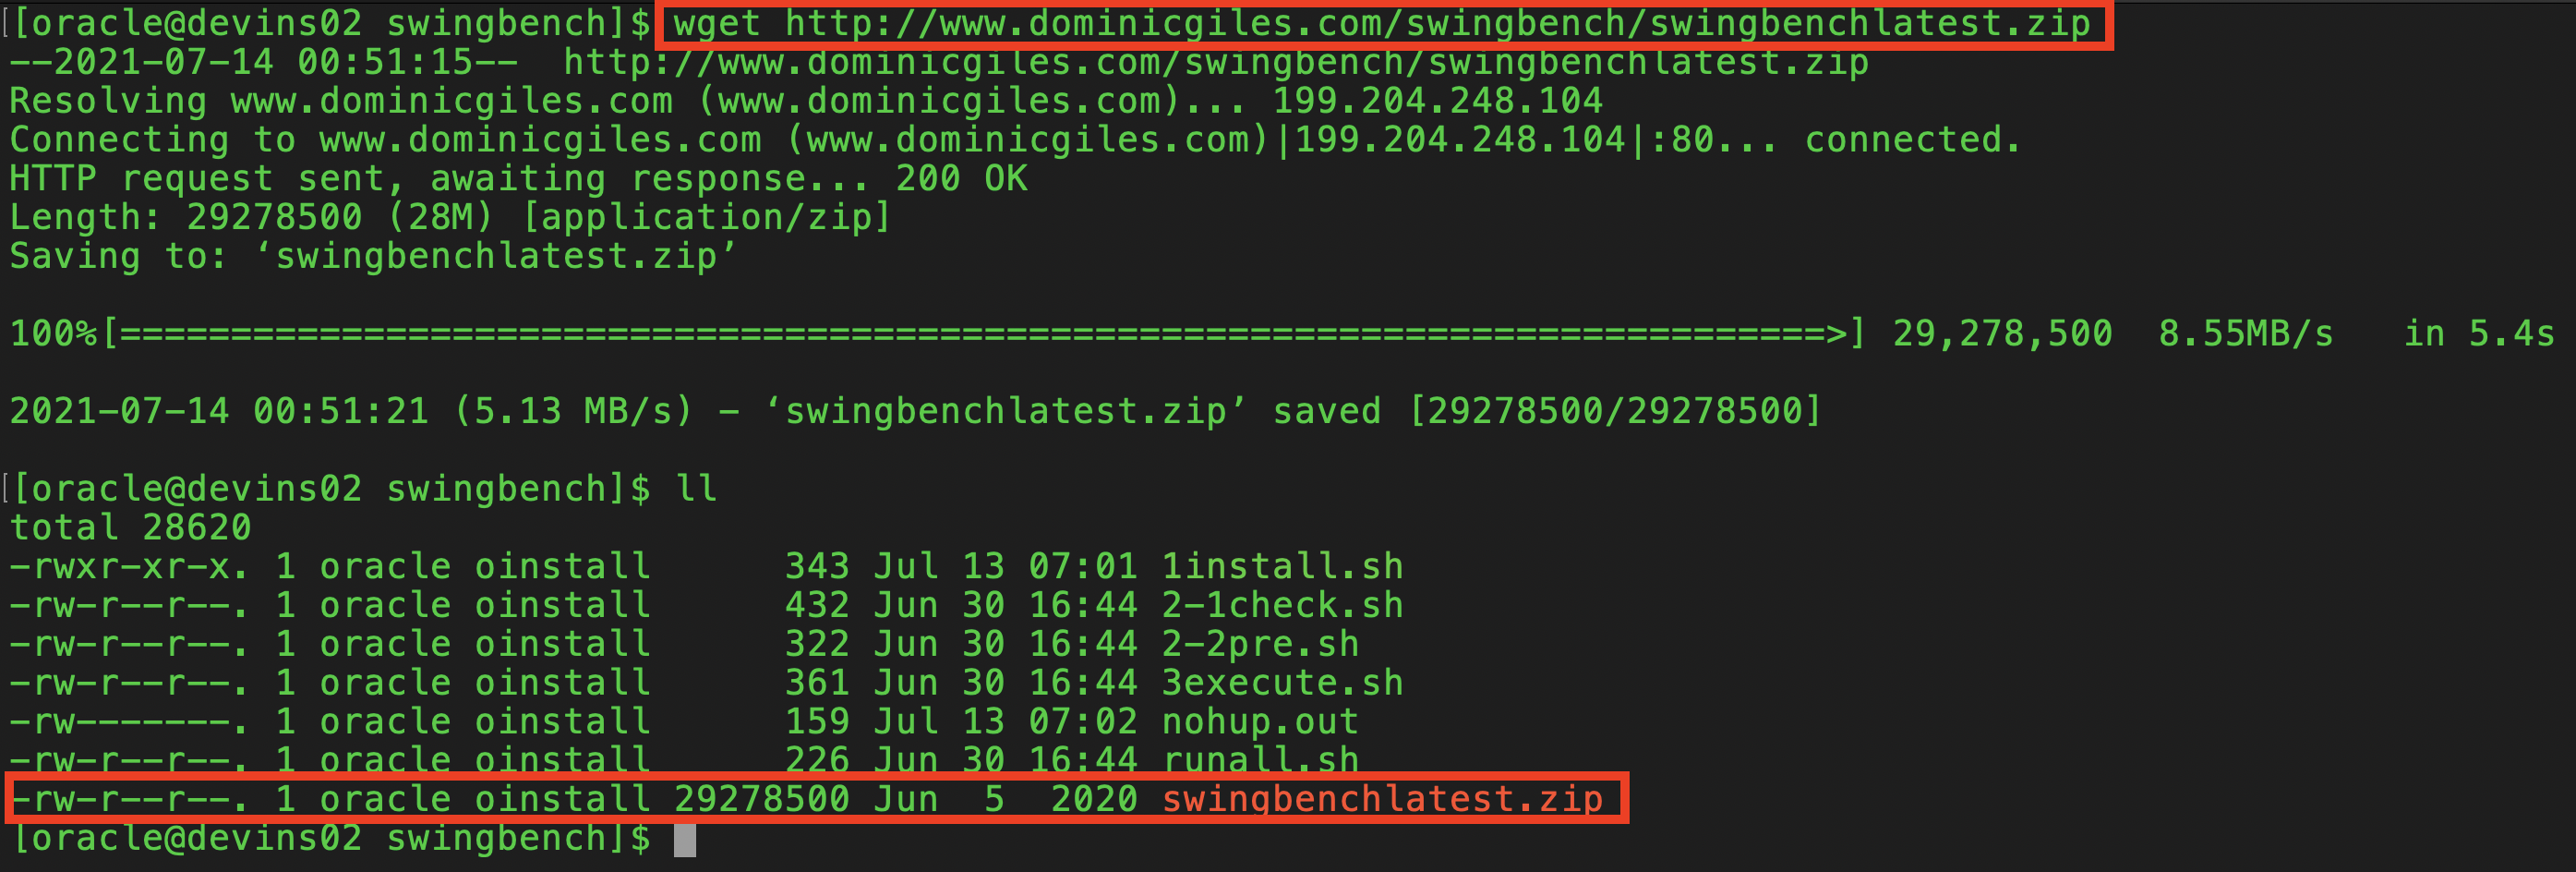 [[oracle@devins02 swingbench]$ wget http://www.dominicgiles.com/swingbench/swingbenchlatest.zip
--2021-07-14 00:51:15--  http://www.dominicgiles.com/swingbench/swingbenchlatest.zip
Resolving www.dominicgiles.com (www.dominicgiles.com)... 199.204.248.104
Connecting to www.dominicgiles.com (www.dominicgiles.com)|199.204.248.104|:80... connected.
HTTP request sent, awaiting response... 200 OK
Length: 29278500 (28M) [application/zip]
Saving to: ‘swingbenchlatest.zip’
100%[=============================================================================>] 29,278,500  8.55MB/s   in 5.4s
2021-07-14 00:51:21 (5.13 MB/s) - ‘swingbenchlatest.zip’ saved [29278500/29278500]
[[oracle@devins02 swingbench]$ ll
total 28620
-rwxr-xr-x. 1 oracle oinstall      343 Jul 13 07:01 1install.sh
-rw-r--r--. 1 oracle oinstall      432 Jun 30 16:44 2-1check.sh
-rw-r--r--. 1 oracle oinstall      322 Jun 30 16:44 2-2pre.sh
-rw-r--r--. 1 oracle oinstall      361 Jun 30 16:44 3execute.sh
-rw-------. 1 oracle oinstall      159 Jul 13 07:02 nohup.out
-rw-r--r--. 1 oracle oinstall      226 Jun 30 16:44 runall.sh
-rw-r--r--. 1 oracle oinstall 29278500 Jun  5  2020 swingbenchlatest.zip
[oracle@devins02 swingbench]$